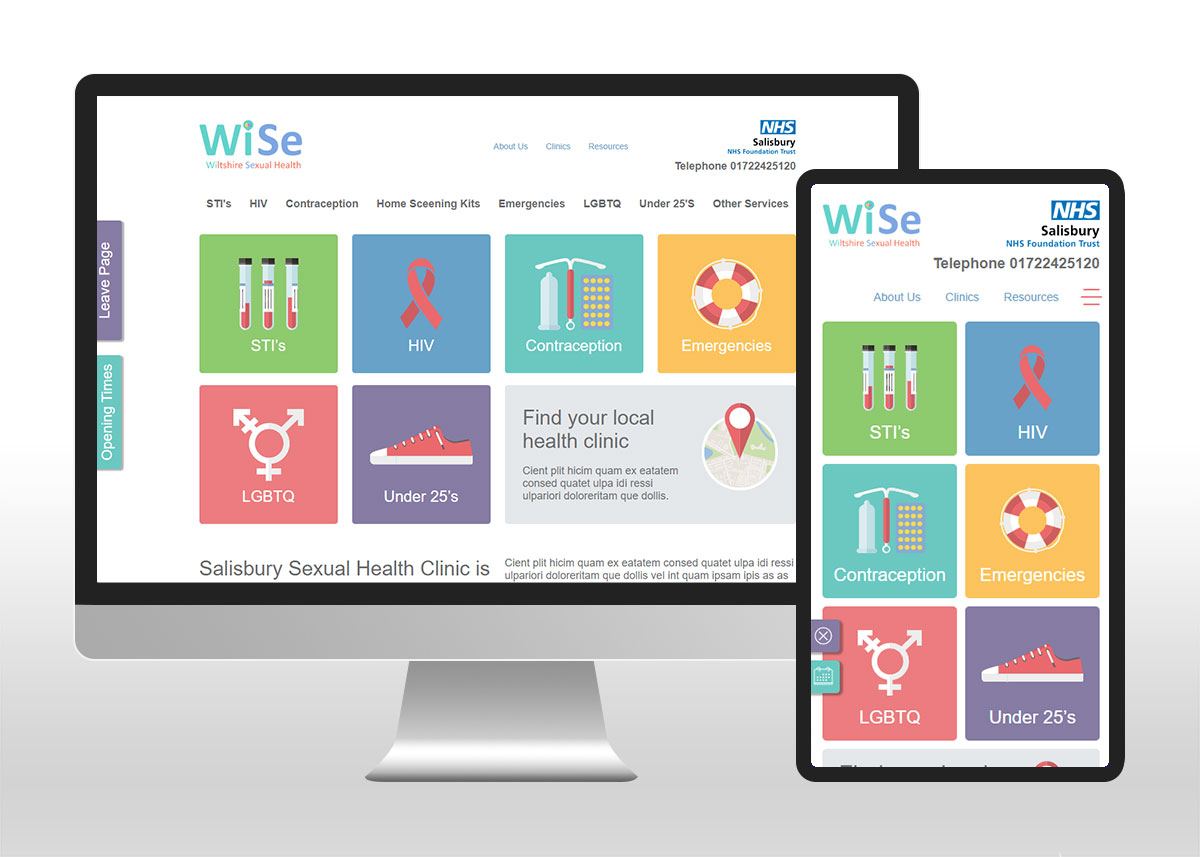 WiSe
Wiltshire Sexual Health
About Us Clinics Resources
NHS
Salisbury
NHS Foundation Trust
Telephone 01722425120
STI's HIV Contraception Home Sceening Kits Emergencies LGBTQ Under 25'S Other Services
Leave Page
Opening Times
STI's
HIV
Contraception
Emergencies
LGBTQ
Under 25's
Find your local
health clinic
Cient plit hicim quam ex eatatem
consed quatet ulpa idi ressi
ulpariori doloreritam que dollis.
Salisbury Sexual Health Clinic is
Cient plit hicim quam ex eatatem consed quatet ulpa idi ressi
ulpariori doloreritam que dollis vel int quam ipsam ipis as as
WiSe
Wiltshire Sexual Health
NHS
Salisbury
NHS Foundation Trust
Telephone 01722425120
About Us Clinics Resources
STI's
HIV
Contraception
Emergencies
LGBTQ
Under 25's